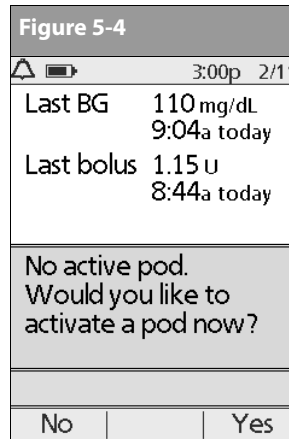 Figure 5-4
3:00p 2/1
Last BG 110 mg/dL
9:04a today
Last bolus 1.15 U
8:44a today
No active pod.
Would you like to
activate a pod now?
No Yes